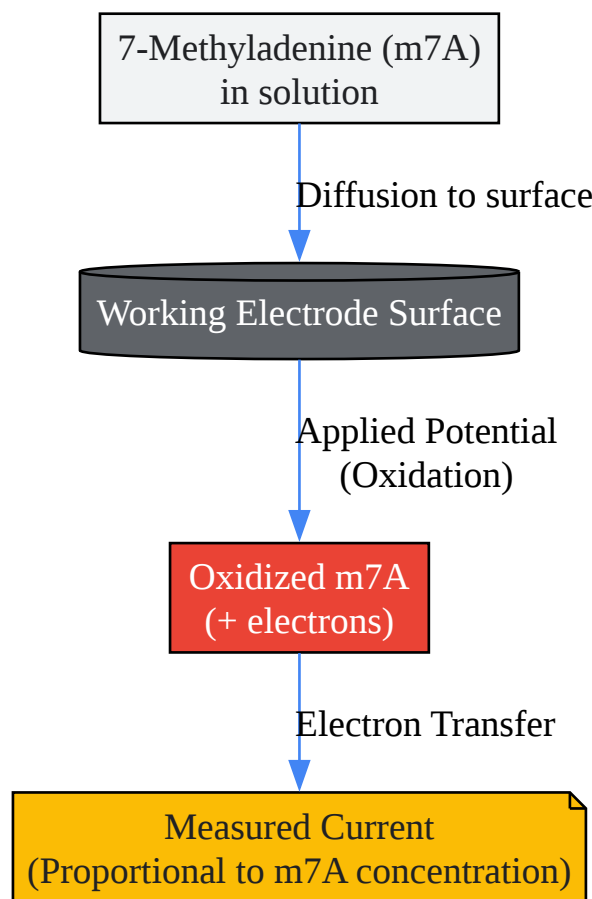 7-Methyladenine (m7A)
in solution
Diffusion to surface
Working Electrode Surface
Applied Potential
(Oxidation)
Oxidized m7A
(+ electrons)
Electron Transfer
Measured Current
(Proportional to m7A concentration)